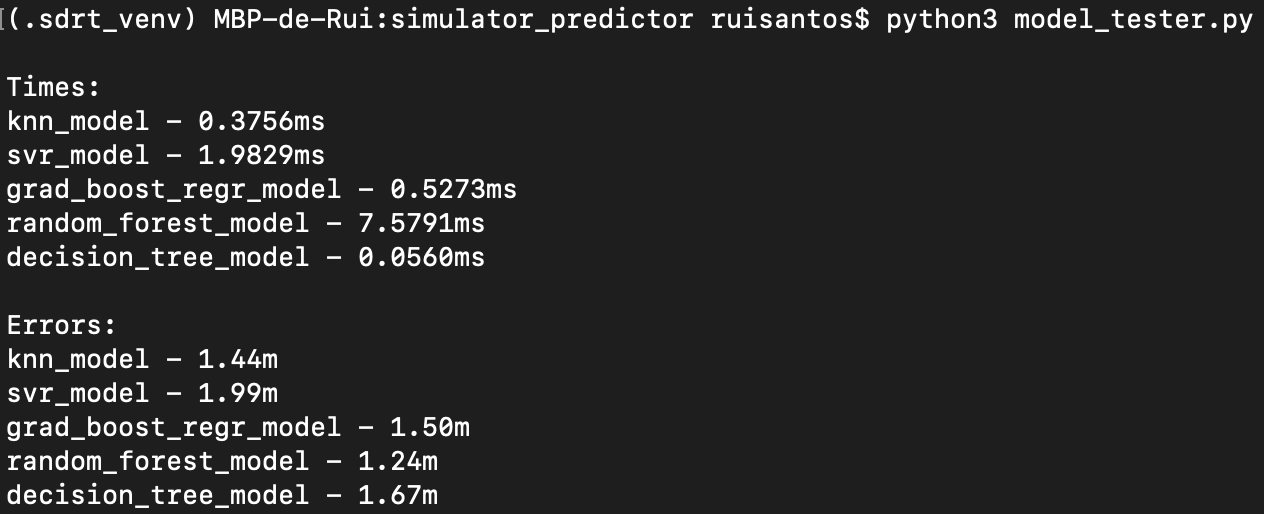 (.sdrt_venv) MBP-de-Rui:simulator_predictor ruisantos$ python3 model_tester.py
Times:
knn_model - 0.3756ms
svr_model - 1.9829ms
grad_boost_regr_model - 0.5273ms
random_forest_model - 7.5791ms
decision_tree_model - 0.0560ms
Errors:
knn_model - 1.44m
svr_model - 1.99m
grad_boost_regr_model - 1.50m
random_forest_model - 1.24m
decision_tree_model - 1.67m